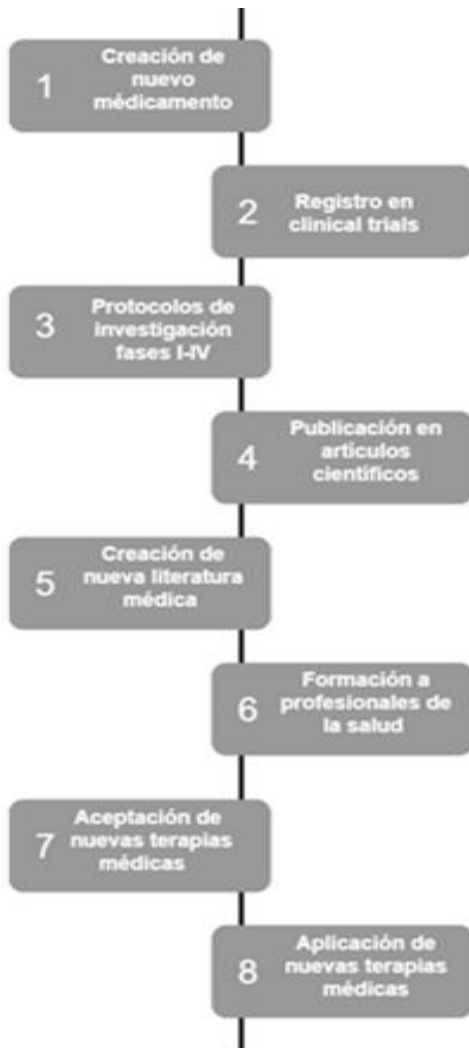 1
Creación de
nuevo
médicamento
2
Registro en
clinical trials
3
Protocolos de
investigación
fases I-IV
4
Publicación en
artículos
científicos
5
Creación de
nueva literatura
médica
6
Formación a
profesionales de
la salud
7
Aceptación de
nuevas terapias
médicas
8
Aplicación de
nuevas terapias
médicas